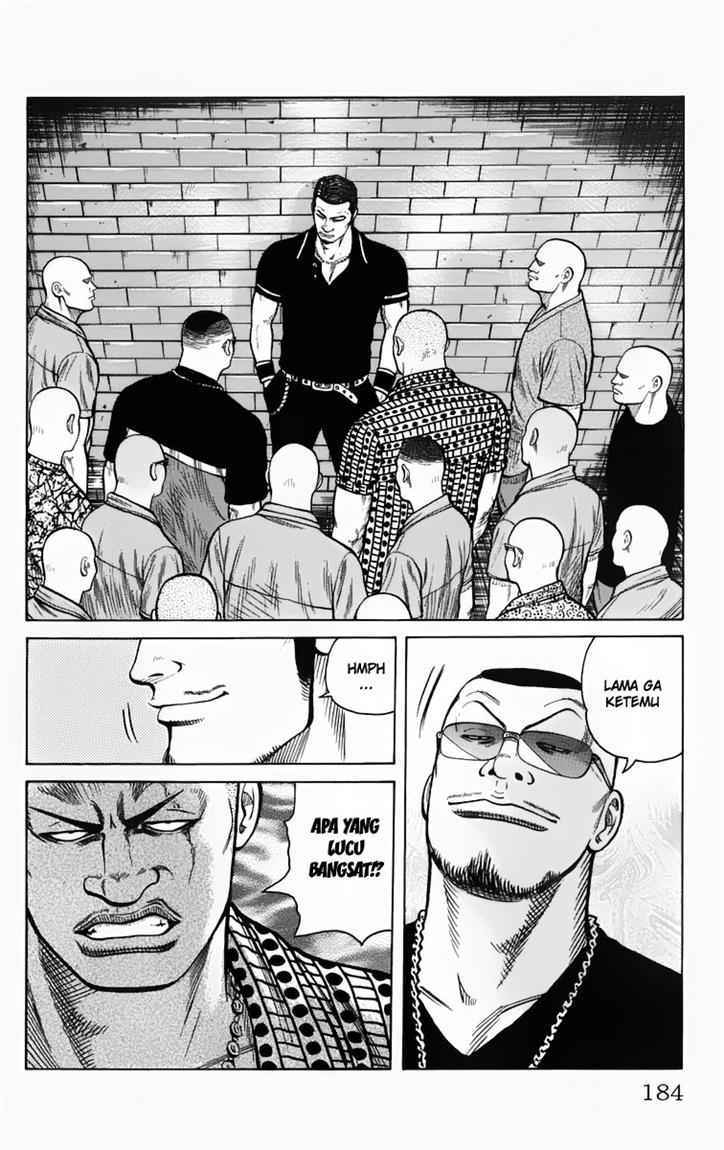 LAMA GA
KETEMU
HMPH
...
APA YANG
LUCU
BANGSAT!?
184